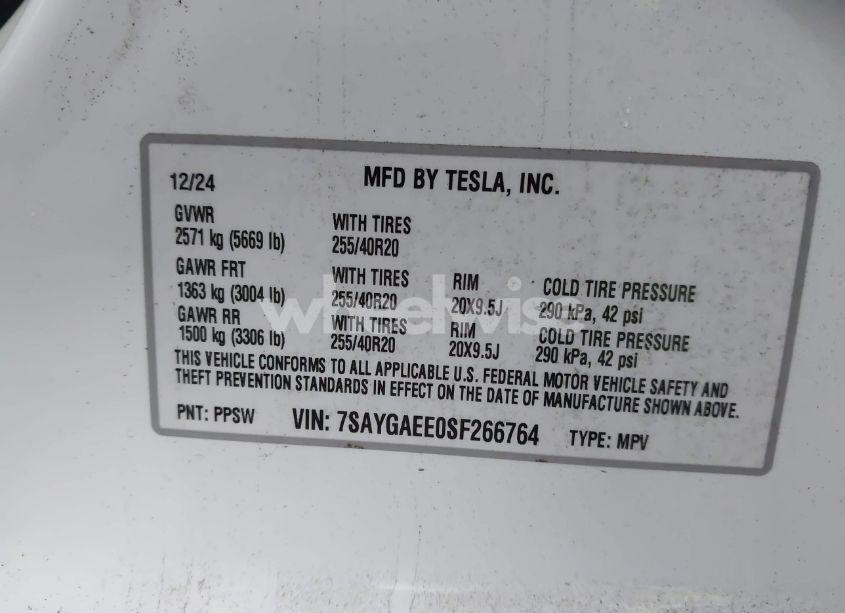 MFD BY TESLA, INC.
12/24
GVWR
2571 kg (5669 lb)
WITH TIRES
255/40R20
GAWR FRT
1363 kg (3004 lb)
WITH TIRES
255/40R20
RIM
20X9.5J
COLD TIRE PRESSURE
290 kPa, 42 psi
GAWR RR
1500 kg (3306 lb)
WITH TIRES
255/40R20
RIM
20X9.5J
COLD TIRE PRESSURE
290 kPa, 42 psi
THIS VEHICLE CONFORMS TO ALL APPLICABLE U.S. FEDERAL MOTOR VEHICLE SAFETY AND
THEFT PREVENTION STANDARDS IN EFFECT ON THE DATE OF MANUFACTURE SHOWN ABOVE.
PNT: PPSW VIN: 7SAYGAEE0SF266764 TYPE: MPV
wheelwise